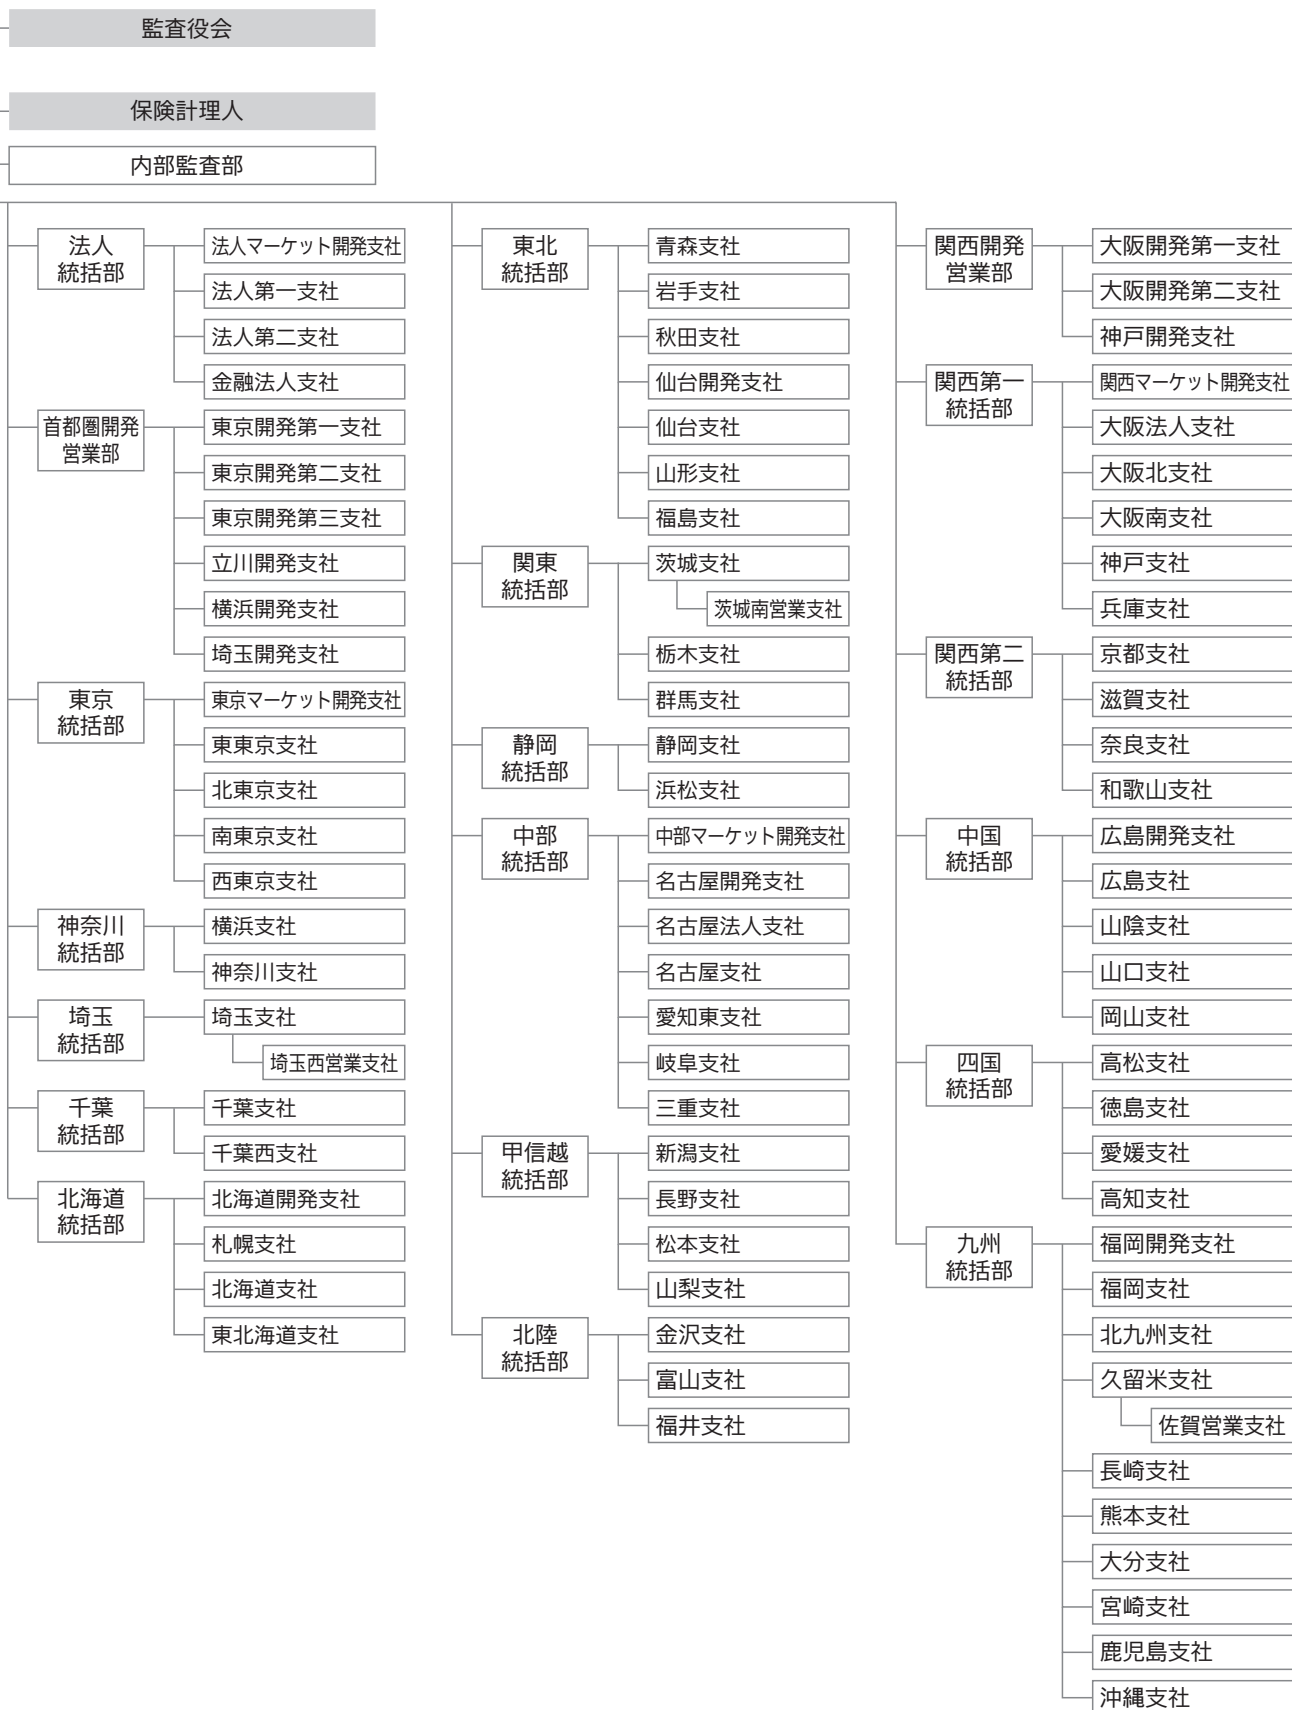 監査役会
保険計理人
内部監査部
法人
統括部
法人マーケット開発支社
法人第一支社
法人第二支社
金融法人支社
首都圏開発
営業部
東京開発第一支社
東京開発第二支社
東京開発第三支社
立川開発支社
横浜開発支社
埼玉開発支社
東京
統括部
東京マーケット開発支社
東東京支社
北東京支社
南東京支社
西東京支社
神奈川
統括部
横浜支社
神奈川支社
埼玉
統括部
埼玉支社
埼玉西営業支社
千葉
統括部
千葉支社
千葉西支社
北海道
統括部
北海道開発支社
札幌支社
北海道支社
東北海道支社
東北
統括部
青森支社
岩手支社
秋田支社
仙台開発支社
仙台支社
山形支社
福島支社
関東
統括部
茨城支社
茨城南営業支社
栃木支社
群馬支社
静岡
統括部
静岡支社
浜松支社
中部
統括部
中部マーケット開発支社
名古屋開発支社
名古屋法人支社
名古屋支社
愛知東支社
岐阜支社
三重支社
甲信越
統括部
新潟支社
長野支社
松本支社
山梨支社
北陸
統括部
金沢支社
富山支社
福井支社
関西開発
営業部
大阪開発第一支社
大阪開発第二支社
神戸開発支社
関西第一
統括部
関西マーケット開発支社
大阪法人支社
大阪北支社
大阪南支社
神戸支社
兵庫支社
関西第二
統括部
京都支社
滋賀支社
奈良支社
和歌山支社
中国
統括部
広島開発支社
広島支社
山陰支社
山口支社
岡山支社
四国
統括部
高松支社
徳島支社
愛媛支社
高知支社
九州
統括部
福岡開発支社
福岡支社
北九州支社
久留米支社
佐賀営業支社
長崎支社
熊本支社
大分支社
宮崎支社
鹿児島支社
沖縄支社